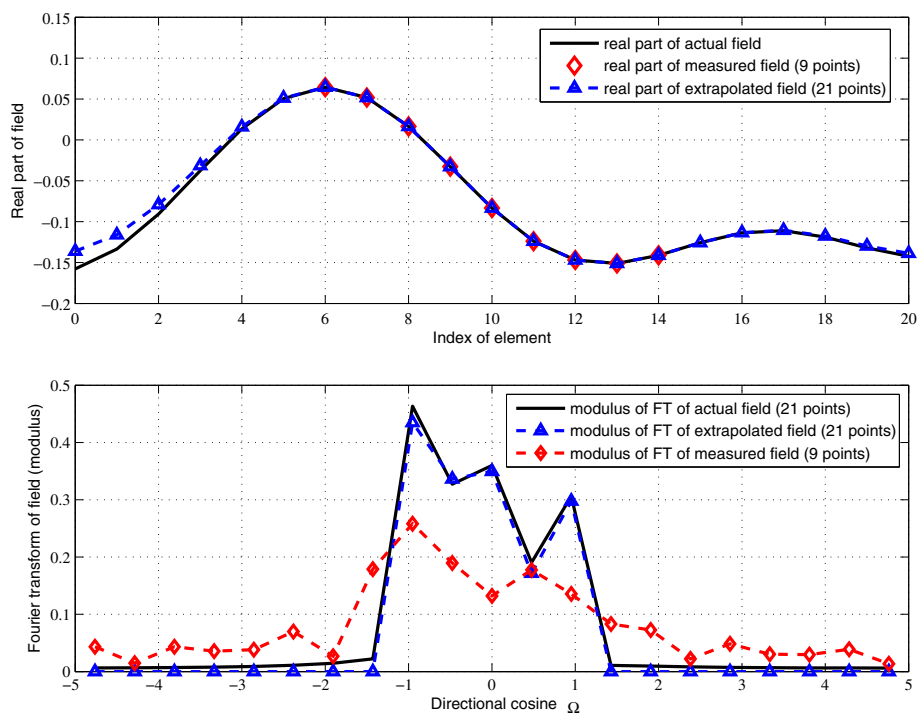 0.15
0.1
0.05
0
−0.05
−0.1
−0.15
−0.2
Real part of field
real part of actual field
real part of measured field (9 points)
real part of extrapolated field (21 points)
0 2 4 6 8 10 12 14 16 18 20
Index of element
0.5
0.4
0.3
0.2
0.1
0
Fourier transform of field (modulus)
modulus of FT of actual field (21 points)
modulus of FT of extrapolated field (21 points)
modulus of FT of measured field (9 points)
−5 −4 −3 −2 −1 0 1 2 3 4 5
Directional cosine Ω